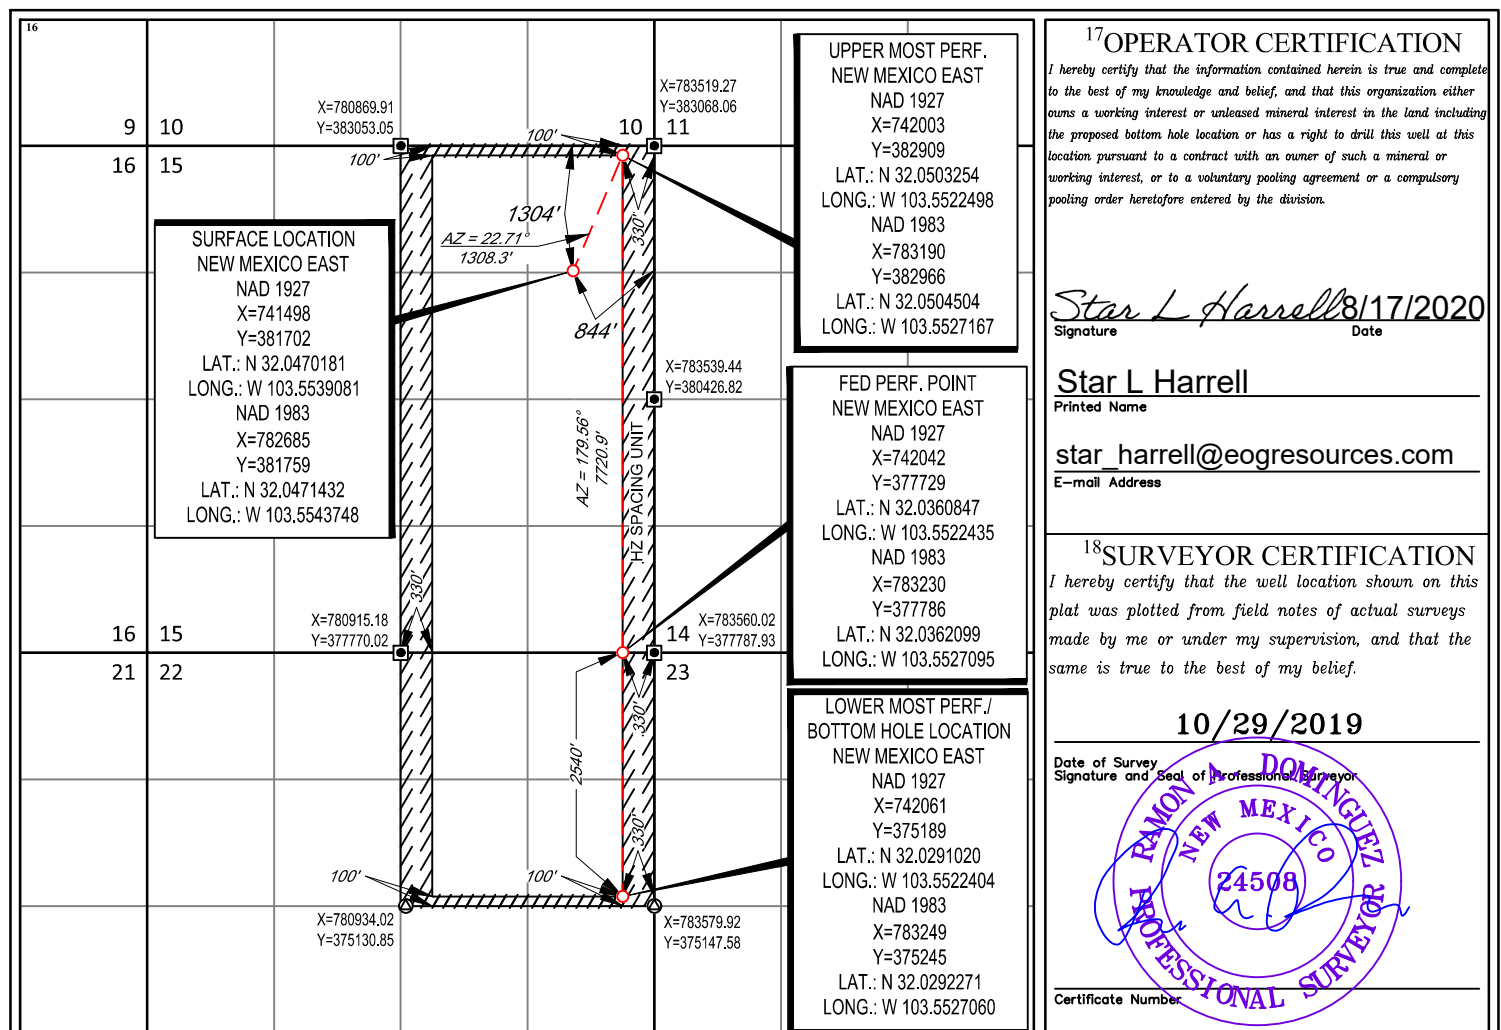 16
X=780869.91
Y=383053.05
X=783519.27
Y=383068.06
9 10
10 11
16 15
100'
100'
1304'
330'
AZ = 22.71°
1308.3'
844'
SURFACE LOCATION
NEW MEXICO EAST
NAD 1927
X=741498
Y=381702
LAT.: N 32.0470181
LONG.: W 103.5539081
NAD 1983
X=782685
Y=381759
LAT.: N 32.0471432
LONG.: W 103.5543748
UPPER MOST PERF.
NEW MEXICO EAST
NAD 1927
X=742003
Y=382909
LAT.: N 32.0503254
LONG.: W 103.5522498
NAD 1983
X=783190
Y=382966
LAT.: N 32.0504504
LONG.: W 103.5527167
X=783539.44
Y=380426.82
AZ = 179.56°
7720.9'
HZ SPACING UNIT
FED PERF. POINT
NEW MEXICO EAST
NAD 1927
X=742042
Y=377729
LAT.: N 32.0360847
LONG.: W 103.5522435
NAD 1983
X=783230
Y=377786
LAT.: N 32.0362099
LONG.: W 103.5527095
330'
X=780915.18
Y=377770.02
X=783560.02
Y=377787.93
16 15
14
21 22
23
330'
2540'
330'
100'
100'
X=780934.02
Y=375130.85
X=783579.92
Y=375147.58
LOWER MOST PERF./
BOTTOM HOLE LOCATION
NEW MEXICO EAST
NAD 1927
X=742061
Y=375189
LAT.: N 32.0291020
LONG.: W 103.5522404
NAD 1983
X=783249
Y=375245
LAT.: N 32.0292271
LONG.: W 103.5527060
17OPERATOR CERTIFICATION
I hereby certify that the information contained herein is true and complete
to the best of my knowledge and belief, and that this organization either
owns a working interest or unleased mineral interest in the land including
the proposed bottom hole location or has a right to drill this well at this
location pursuant to a contract with an owner of such a mineral or
working interest, or to a voluntary pooling agreement or a compulsory
pooling order heretofore entered by the division.
Star L Harrell 8/17/2020
Signature Date
Star L Harrell
Printed Name
star_harrell@eogresources.com
E-mail Address
18SURVEYOR CERTIFICATION
I hereby certify that the well location shown on this
plat was plotted from field notes of actual surveys
made by me or under my supervision, and that the
same is true to the best of my belief.
10/29/2019
Date of Survey
Signature and Seal of Professional Surveyor
RAMON A. DOMINGUEZ
NEW MEXICO
24508
PROFESSIONAL SURVEYOR
Certificate Number